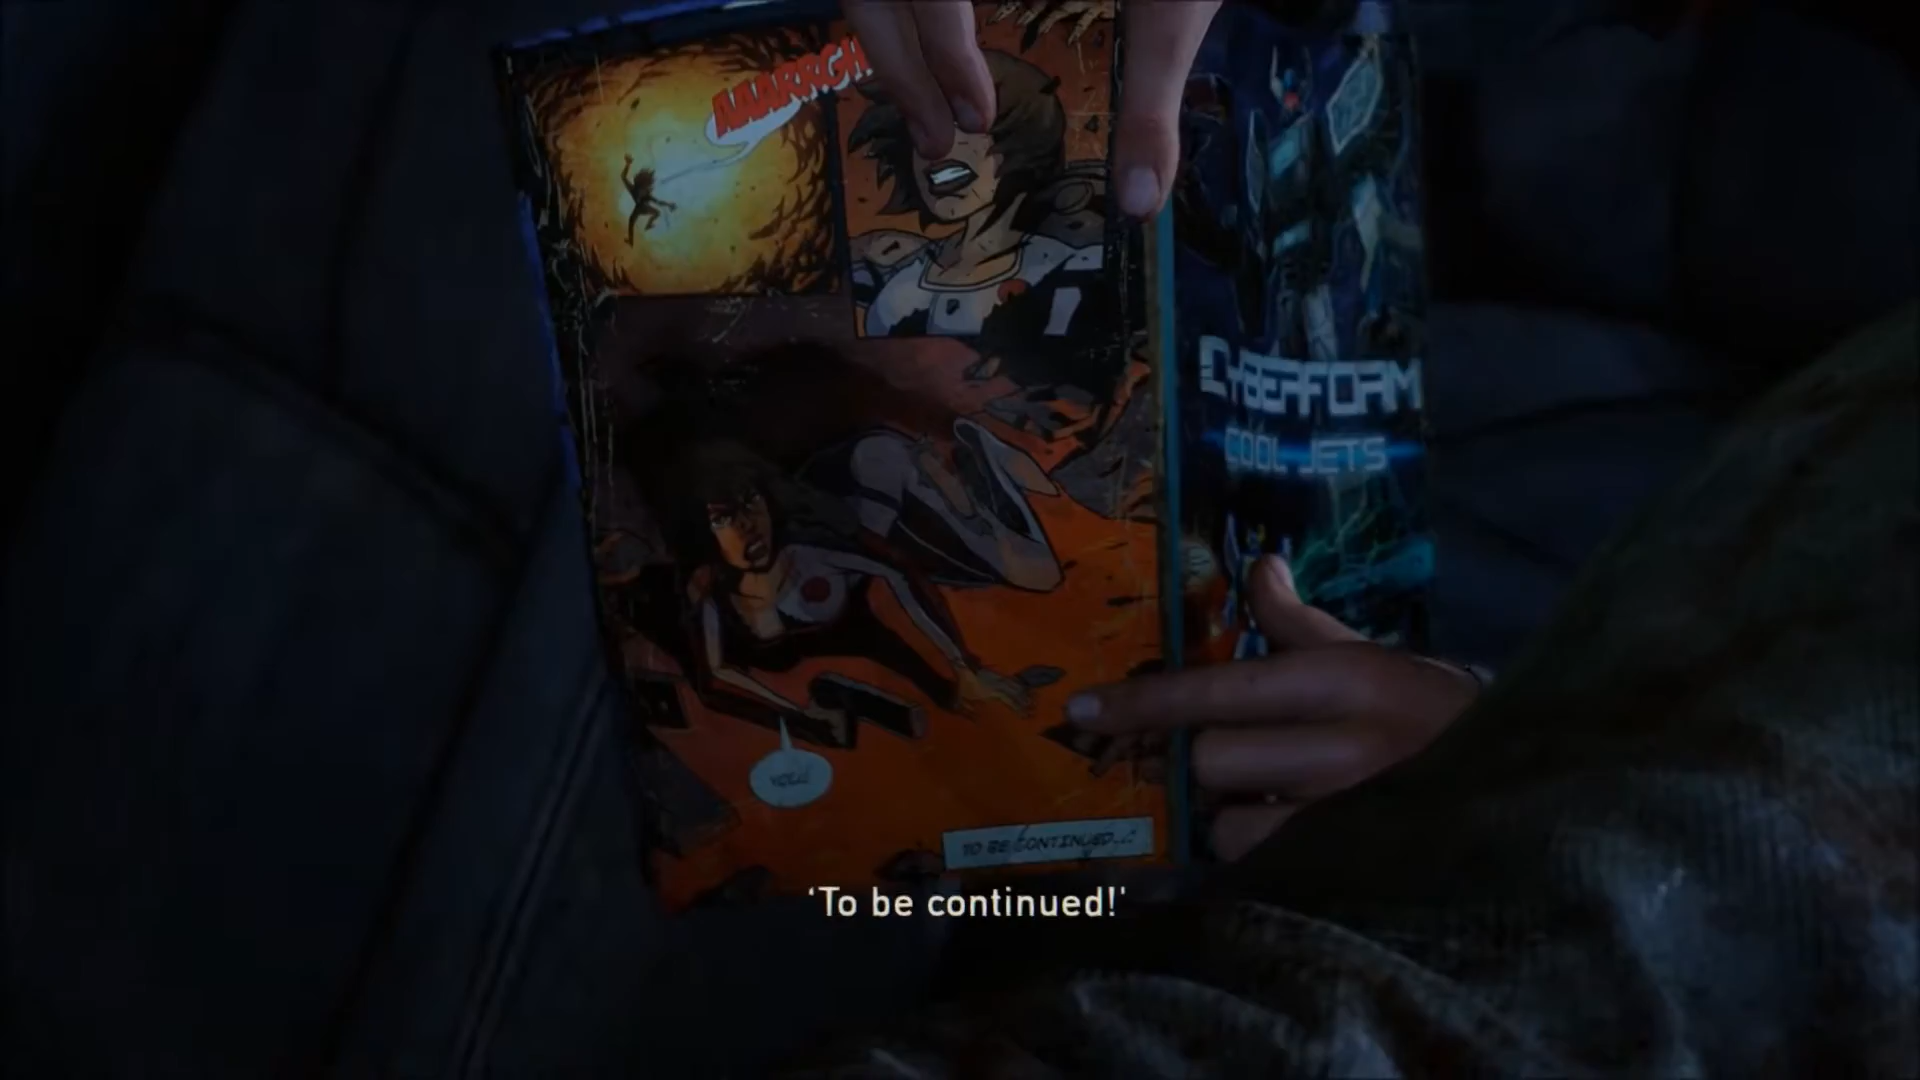 AAARRGH
CYBERFORM
COOL JETS
YOU!
TO BE CONTINUED...
‘To be continued!'